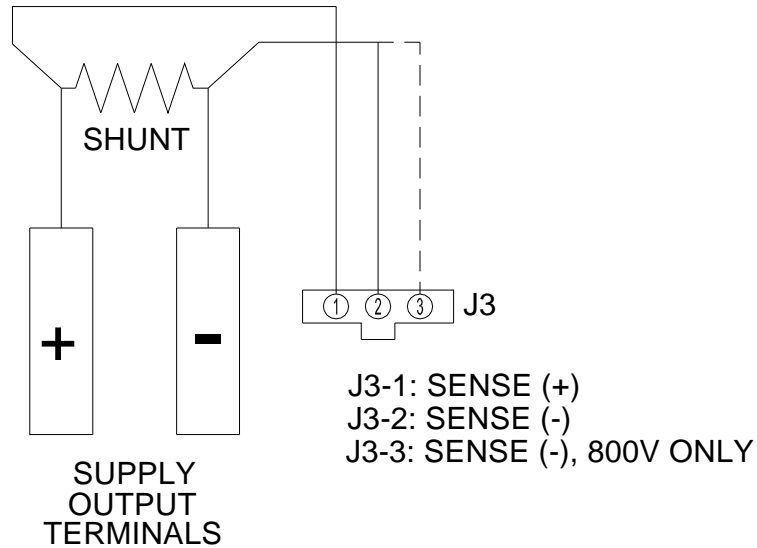 SHUNT
+
-
1 2 3
J3
J3-1: SENSE (+)
J3-2: SENSE (-)
J3-3: SENSE (-), 800V ONLY
SUPPLY
OUTPUT
TERMINALS